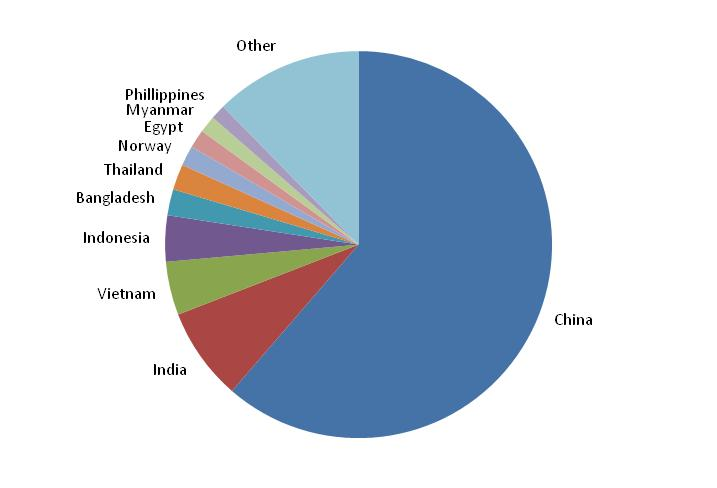 Other
Phillippines
Myanmar
Egypt
Norway
Thailand
Bangladesh
Indonesia
Vietnam
India
China